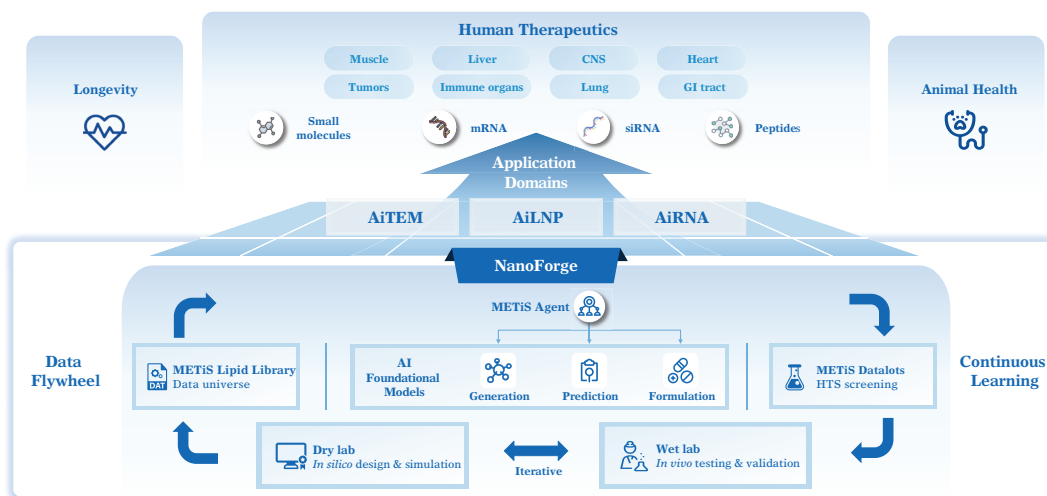 Human Therapeutics
Muscle
Liver
CNS
Heart
Tumors
Immune organs
Lung
GI tract
Small
molecules
mRNA
siRNA
Peptides
Longevity
Animal Health
Application
Domains
AiTEM
AiLNP
AiRNA
NanoForge
METiS Agent
Data
Flywheel
METiS Lipid Library
Data universe
DAT
AI
Foundational
Models
Generation
Prediction
Formulation
METiS Datalots
HTS screening
Continuous
Learning
Dry lab
In silico design & simulation
Iterative
Wet lab
In vivo testing & validation